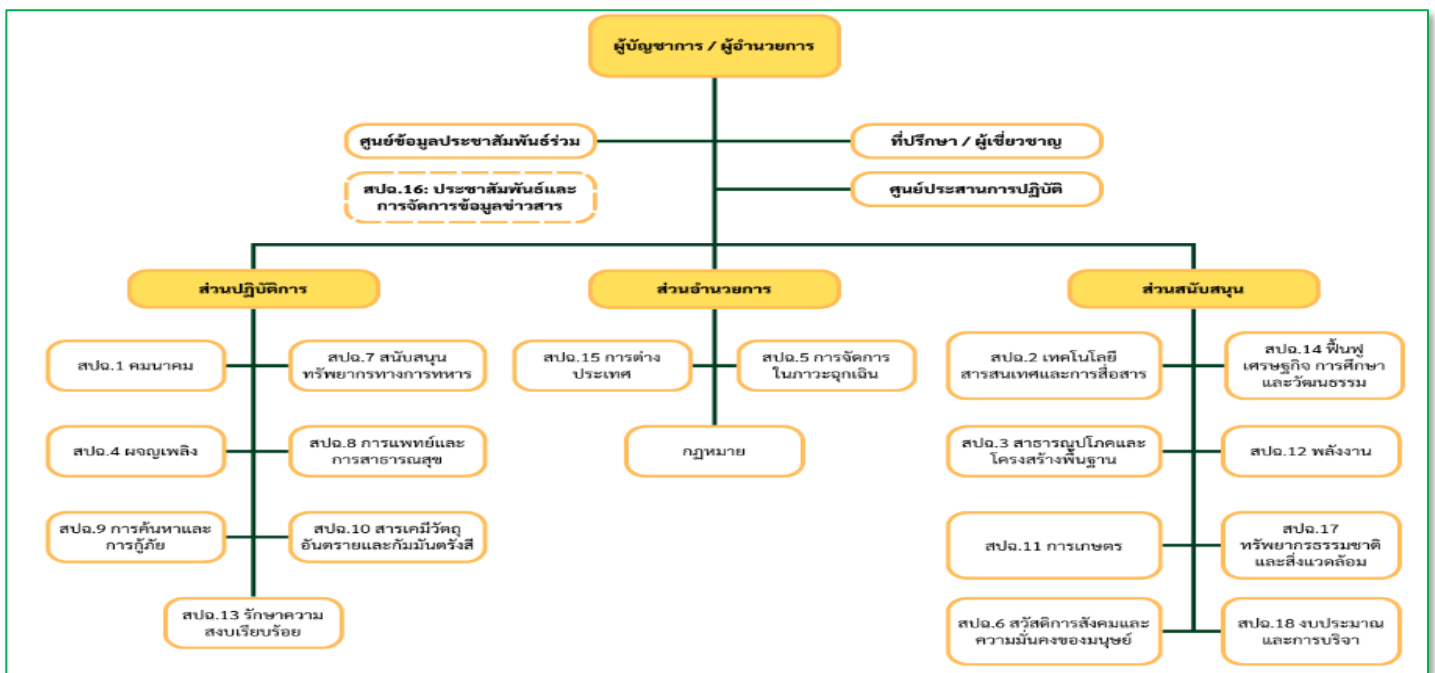 ผู้บัญชาการ / ผู้อำนวยการ
ศูนย์ข้อมูลประชาสัมพันธ์ร่วม
ที่ปรึกษา / ผู้เชี่ยวชาญ
สปฉ.16: ประชาสัมพันธ์และ
การจัดการข้อมูลข่าวสาร
ศูนย์ประสานการปฏิบัติ
ส่วนปฏิบัติการ
ส่วนอำนวยการ
ส่วนสนับสนุน
สปฉ.1 คมนาคม
สปฉ.7 สนับสนุน
ทรัพยากรทางการทหาร
สปฉ.4 ผจญเพลิง
สปฉ.8 การแพทย์และ
การสาธารณสุข
สปฉ.9 การค้นหาและ
การกู้ภัย
สปฉ.10 สารเคมีวัตถุ
อันตรายและกัมมันตรังสี
สปฉ.13 รักษาความ
สงบเรียบร้อย
สปฉ.15 การต่าง
ประเทศ
สปฉ.5 การจัดการ
ในภาวะฉุกเฉิน
กฎหมาย
สปฉ.2 เทคโนโลยี
สารสนเทศและการสื่อสาร
สปฉ.14 ฟื้นฟู
เศรษฐกิจ การศึกษา
และวัฒนธรรม
สปฉ.3 สาธารณูปโภคและ
โครงสร้างพื้นฐาน
สปฉ.12 พลังงาน
สปฉ.11 การเกษตร
สปฉ.17
ทรัพยากรธรรมชาติ
และสิ่งแวดล้อม
สปฉ.6 สวัสดิการสังคมและ
ความมั่นคงของมนุษย์
สปฉ.18 งบประมาณ
และการบริจา